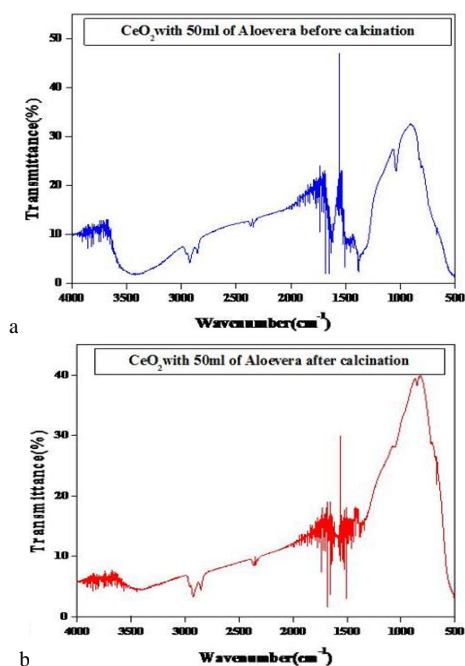 CeO2 with 50ml of Aloevera before calcination
Transmittance(%)
50
40
30
20
10
0
4000 3500 3000 2500 2000 1500 1000 500
Wavenumber(cm-1)
a
CeO2 with 50ml of Aloevera after calcination
Transmittance(%)
40
30
20
10
0
4000 3500 3000 2500 2000 1500 1000 500
Wavenumber(cm-1)
b